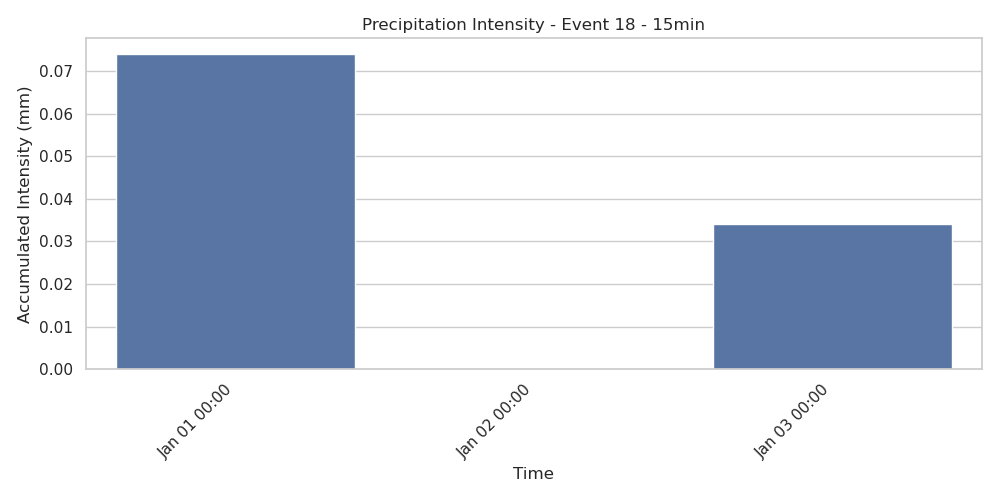 Precipitation Intensity - Event 18 - 15min
Accumulated Intensity (mm)
0.07
0.06
0.05
0.04
0.03
0.02
0.01
0.00
Jan 01 00:00
Jan 02 00:00
Jan 03 00:00
Time